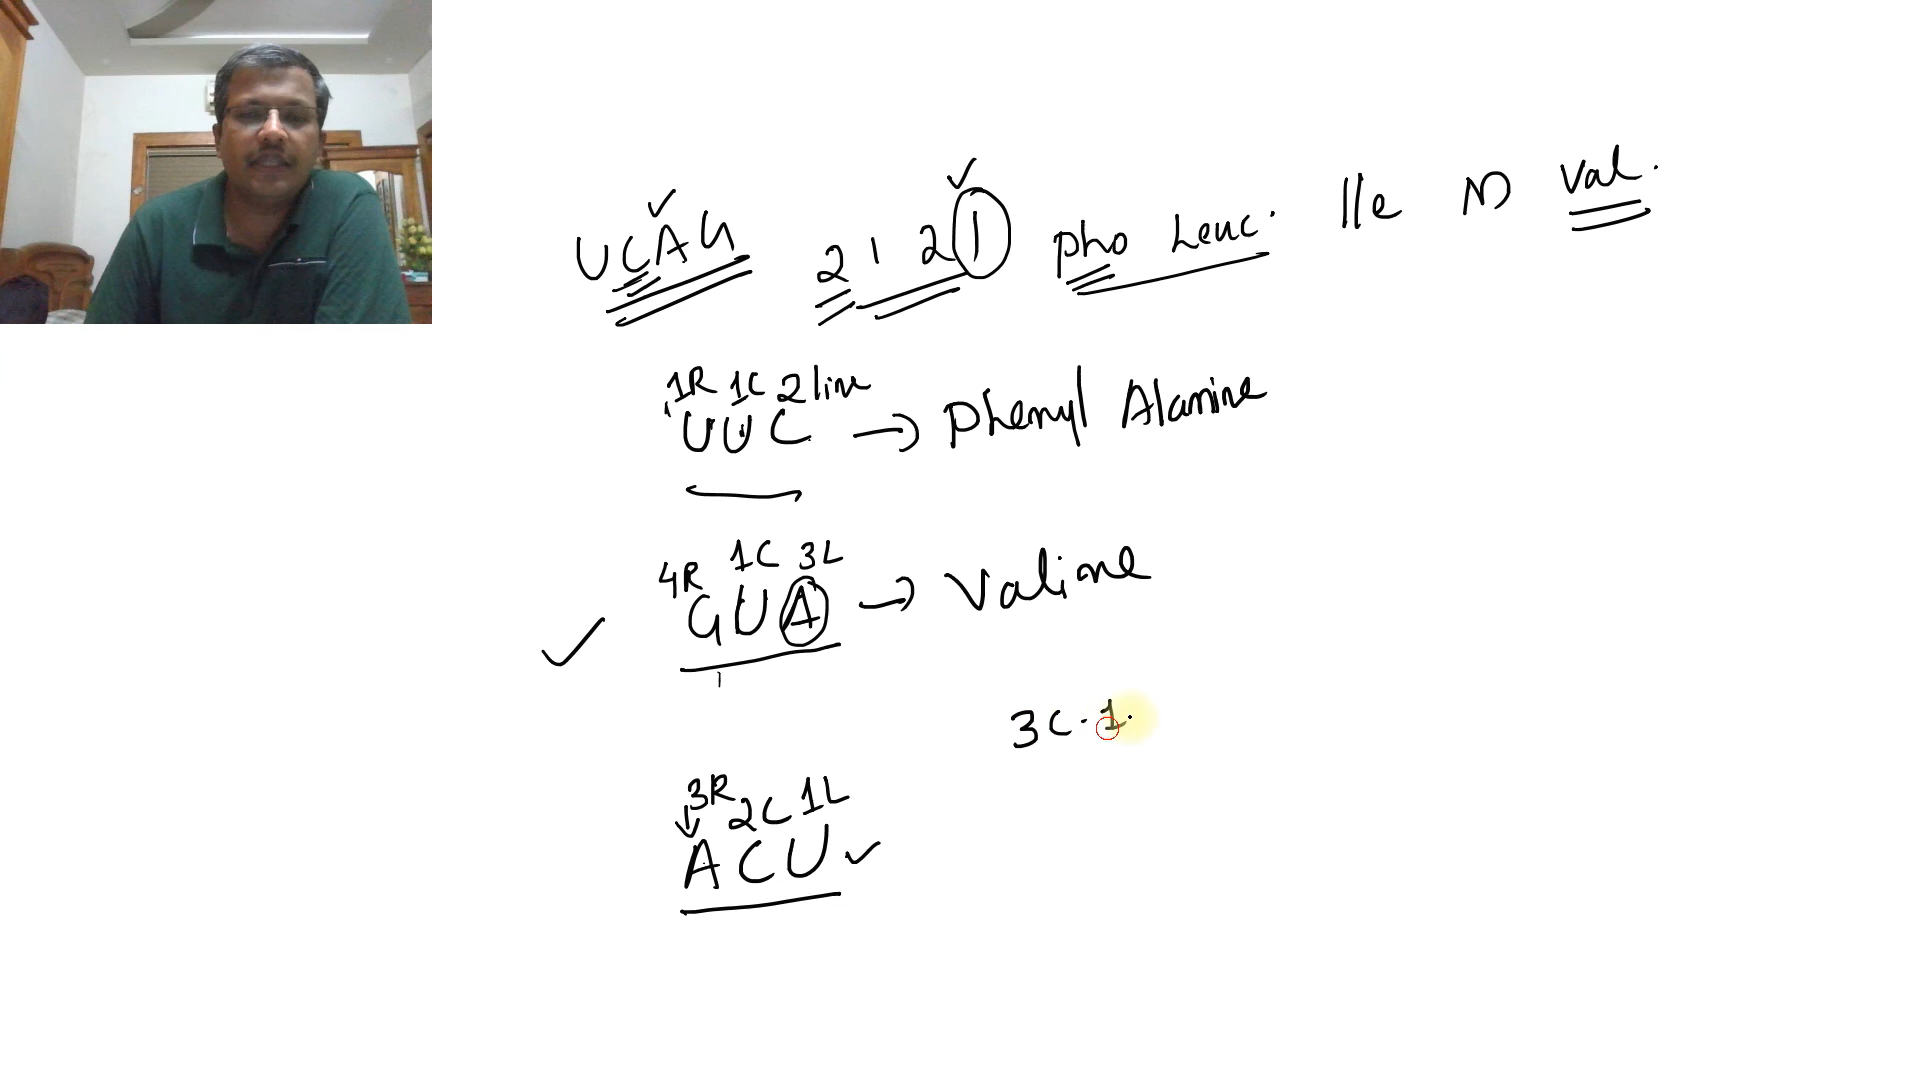 UCAG 2 1 2 1 pho Leuc. Ile M Val.
1R 1C 2 line
UUC → Phenyl Alanine
4R 1C 3L
GUA → Valine
3C. 1.
3R 2C 1L
ACU